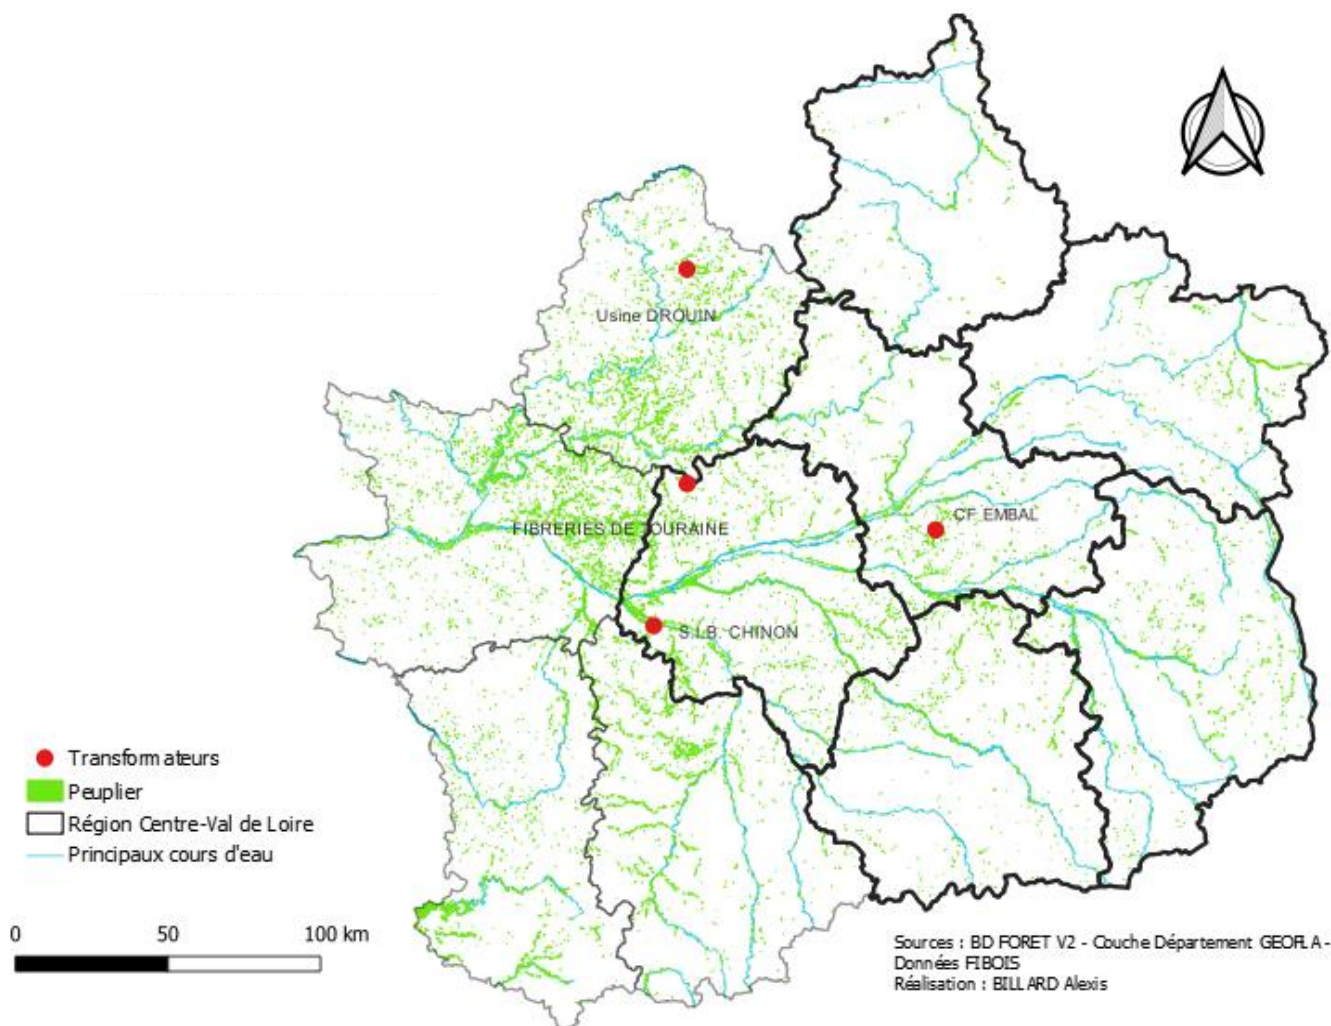 Usine DROUIN
FIBRERIES DE TOURAINE
CF EMBAL
S.I.B. CHINON
Transformateurs
Peuplier
Région Centre-Val de Loire
Principaux cours d'eau
0 50 100 km
Sources : BD FORET V2 - Couche Département GEOFLA -
Données FIBOIS
Réalisation : BILLARD Alexis